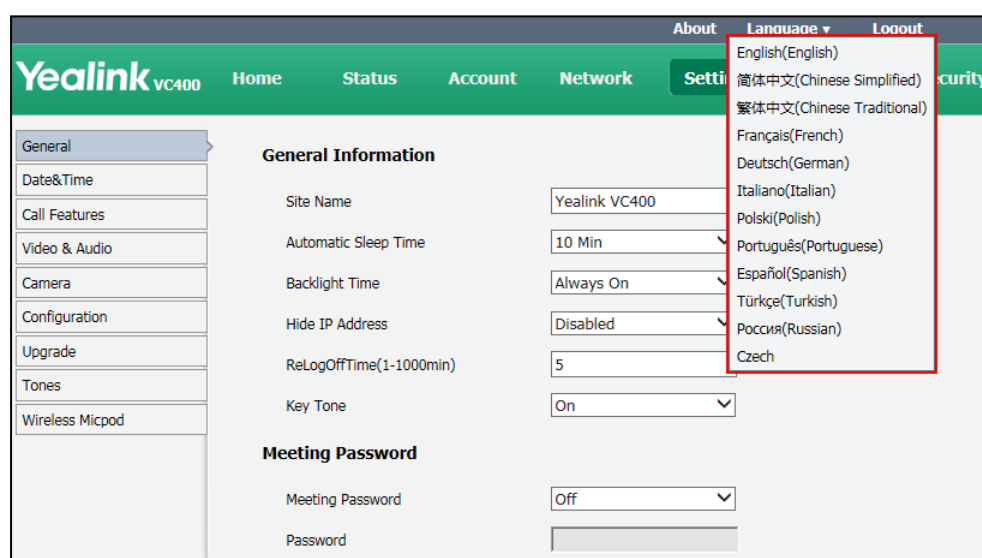 About Language ▾ Logout
Yealink VC400 Home Status Account Network Setti curity
English(English)
简体中文(Chinese Simplified)
繁体中文(Chinese Traditional)
Français(French)
Deutsch(German)
Italiano(Italian)
Polski(Polish)
Português(Portuguese)
Español(Spanish)
Türkçe(Turkish)
Россия(Russian)
Czech
General
Date&Time
Call Features
Video & Audio
Camera
Configuration
Upgrade
Tones
Wireless Micpod
General Information
Site Name Yealink VC400
Automatic Sleep Time 10 Min
Backlight Time Always On
Hide IP Address Disabled
ReLogOffTime(1-1000min) 5
Key Tone On
Meeting Password
Meeting Password Off
Password